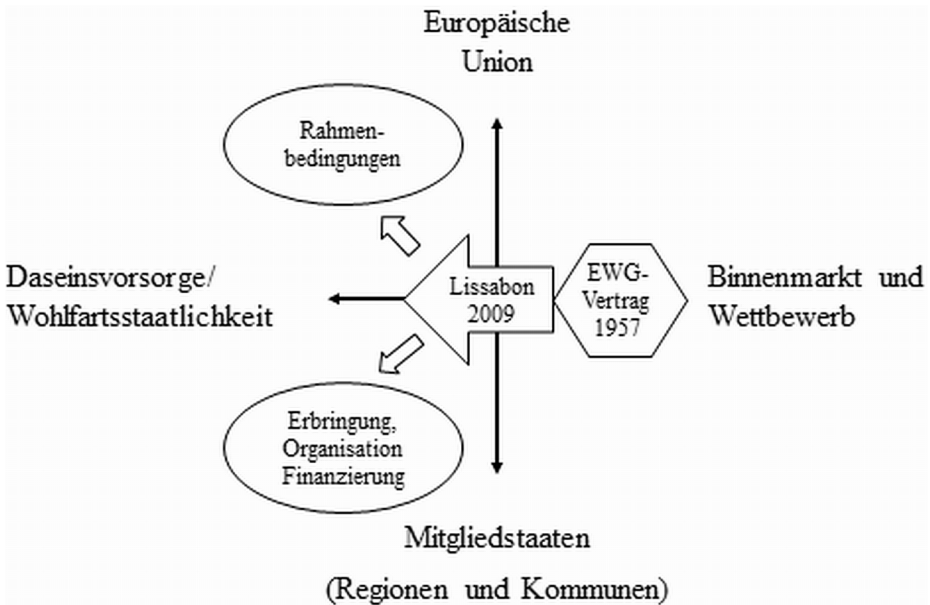 Europäische
Union
Rahmen-
bedingungen
Daseinsvorsorge/
Wohlfartsstaatlichkeit
Lissabon
2009
EWG-
Vertrag
1957
Binnenmarkt und
Wettbewerb
Erbringung,
Organisation
Finanzierung
Mitgliedstaaten
(Regionen und Kommunen)